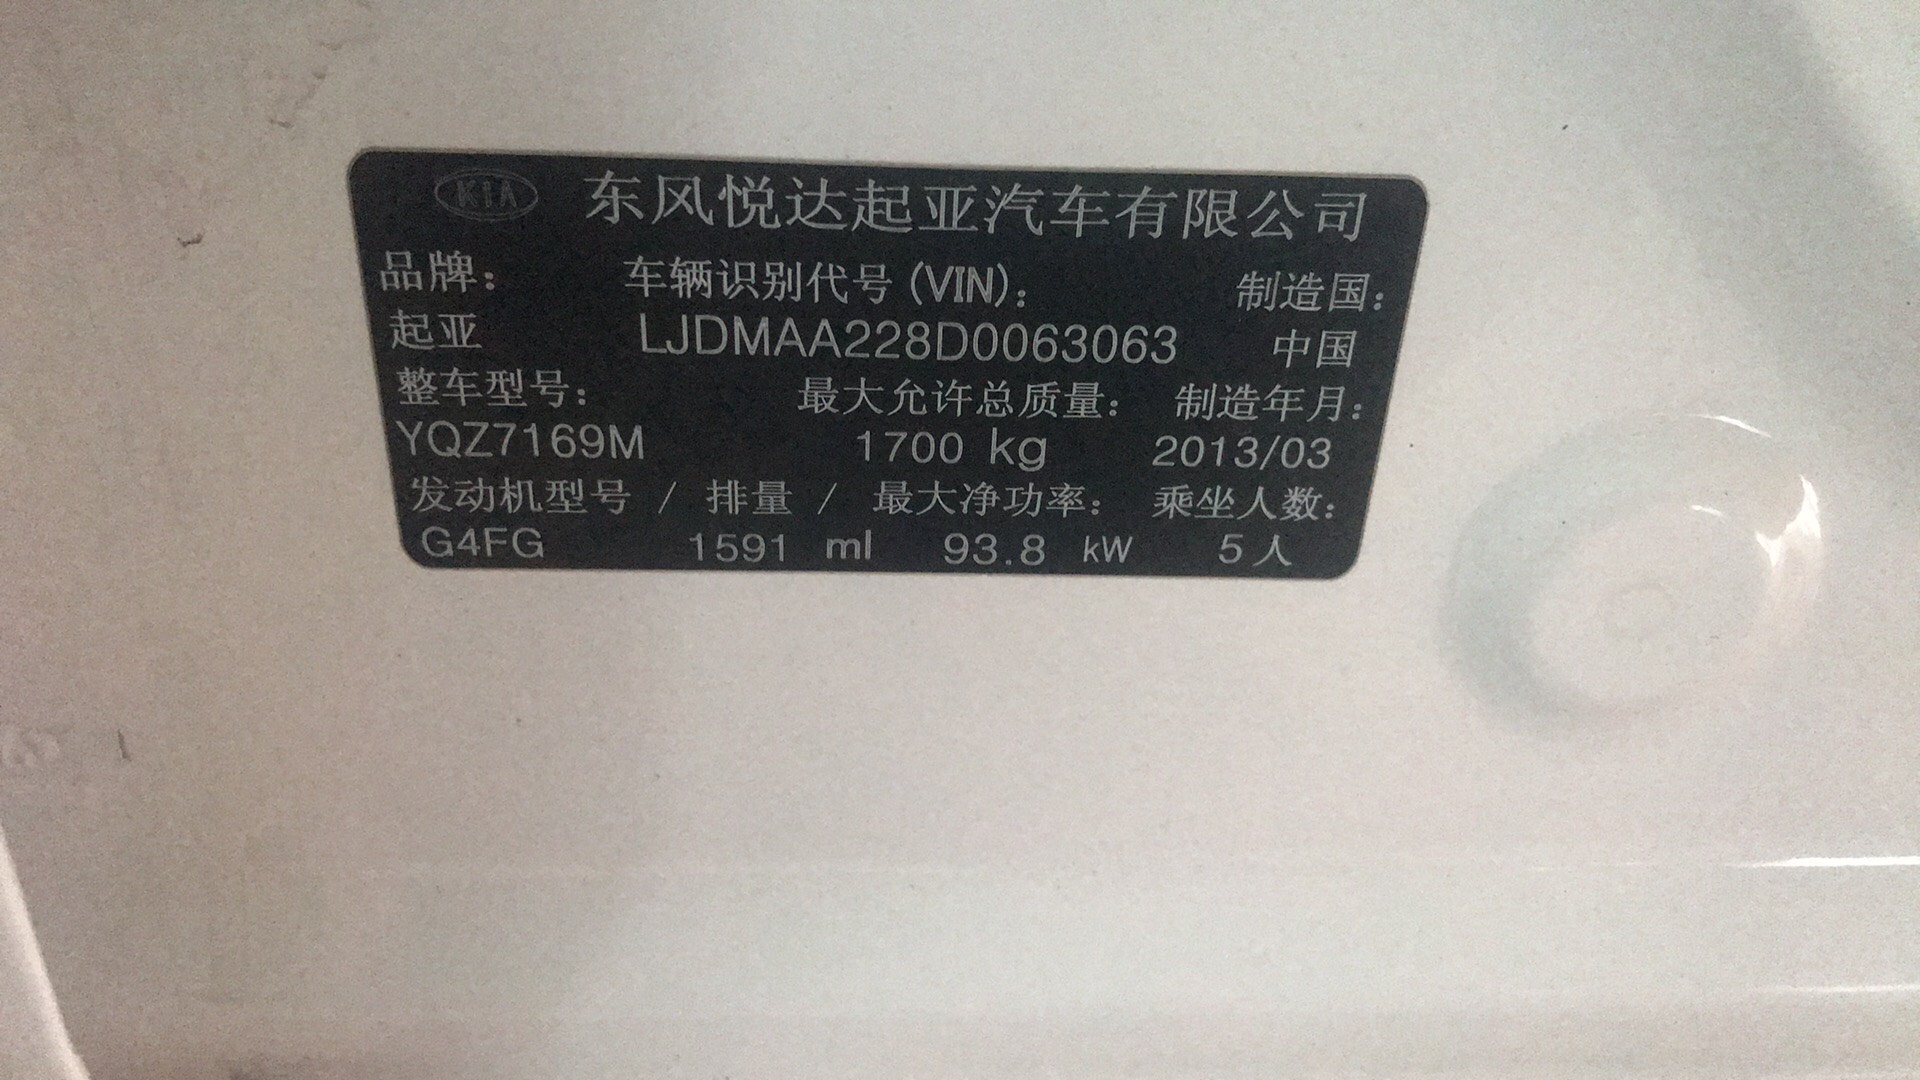 KIA 东风悦达起亚汽车有限公司
品牌： 车辆识别代号(VIN)： 制造国：
起亚 LJDMAA228D0063063 中国
整车型号： 最大允许总质量： 制造年月：
YQZ7169M 1700 kg 2013/03
发动机型号 / 排量 / 最大净功率： 乘坐人数：
G4FG 1591 ml 93.8 kW 5人